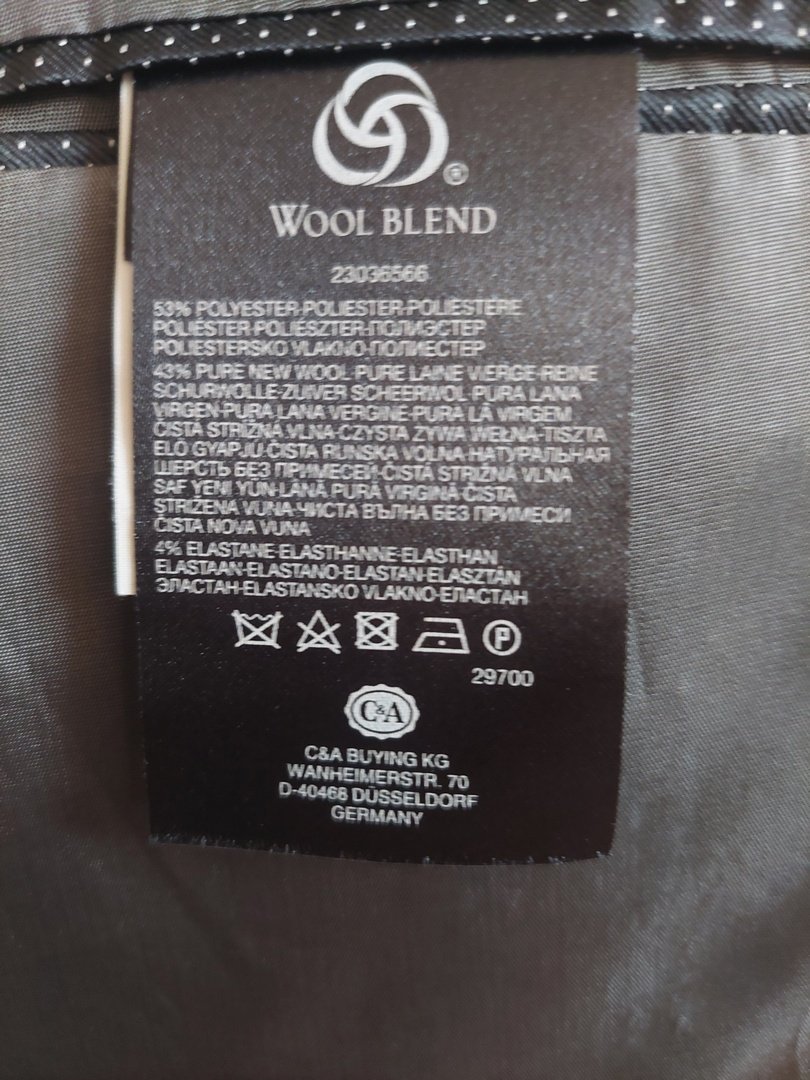 ®
WOOL BLEND
23036566
53% POLYESTER-POLIESTER-POLIESTERE
POLIESTER-POLIÉSZTER-ПОЛИЭСТЕР
POLIESTERSKO VLAKNO-ПОЛИЕСТЕР
43% PURE NEW WOOL-PURE LAINE VIERGE-REINE
SCHURWOLLE-ZUIVER SCHEERWOL-PURA LANA
VIRGEN-PURA LANA VERGINE-PURA LÃ VIRGEM
ČISTÁ STRIŽNÁ VLNA-CZYSTA ŻYWA WEŁNA-TISZTA
ÉLŐ GYAPJÚ-ČISTA RUNSKA VOLNA-НАТУРАЛЬНАЯ
ШЕРСТЬ БЕЗ ПРИМЕСЕЙ-ČISTÁ STRIŽNÁ VLNA
SAF YENİ YÜN-LÂNĂ PURĂ VIRGINĂ-ČISTA
STRIŽENA VUNA-ЧИСТА ВЪЛНА БЕЗ ПРИМЕСИ
ČISTA NOVA VUNA
4% ELASTANE-ELASTHANNE-ELASTHAN
ELASTAAN-ELASTANO-ELASTAN-ELASZTÁN
ЭЛАСТАН-ELASTANSKO VLAKNO-ЕЛАСТАН
P
29700
C&A
C&A BUYING KG
WANHEIMERSTR. 70
D-40468 DÜSSELDORF
GERMANY